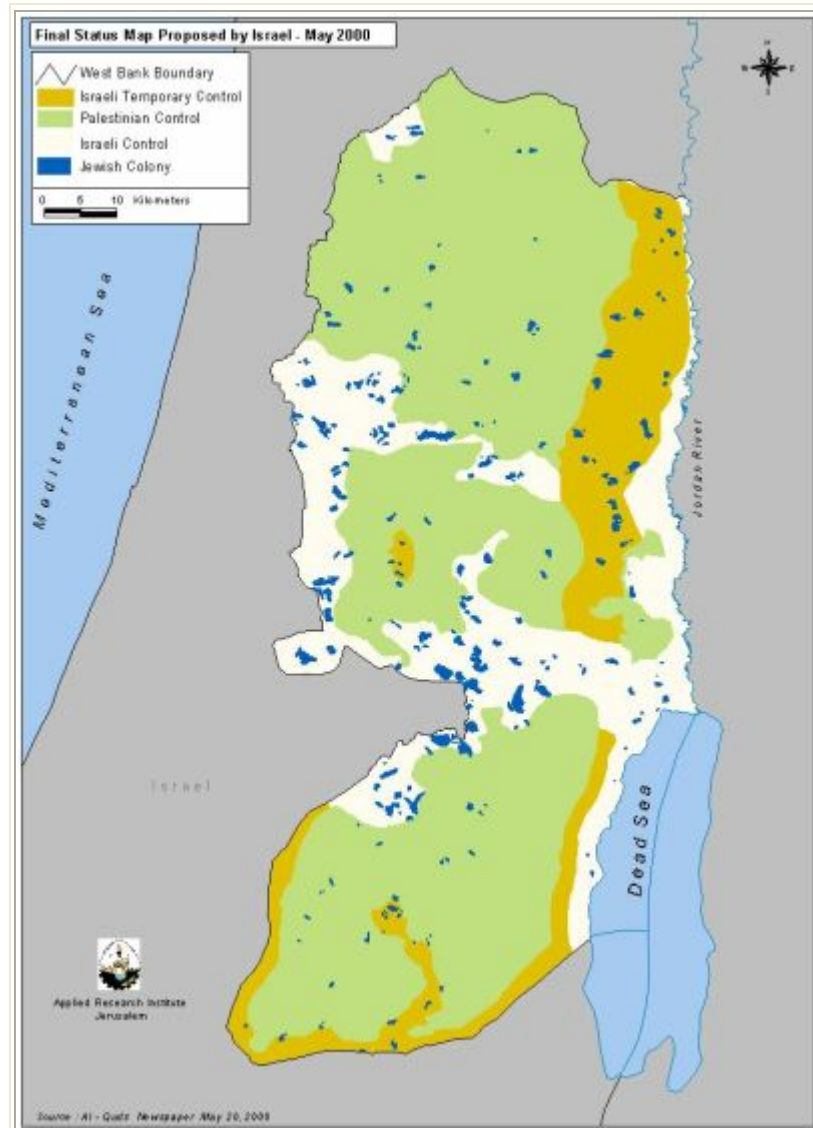 Final Status Map Proposed by Israel - May 2000
West Bank Boundary
Israeli Temporary Control
Palestinian Control
Israeli Control
Jewish Colony
0 5 10 Kilometers
N
W E
S
Mediterranean Sea
Jordan River
Israel
Dead Sea
Applied Research Institute
Jerusalem
Source : Al - Quds Newspaper May 20, 2000